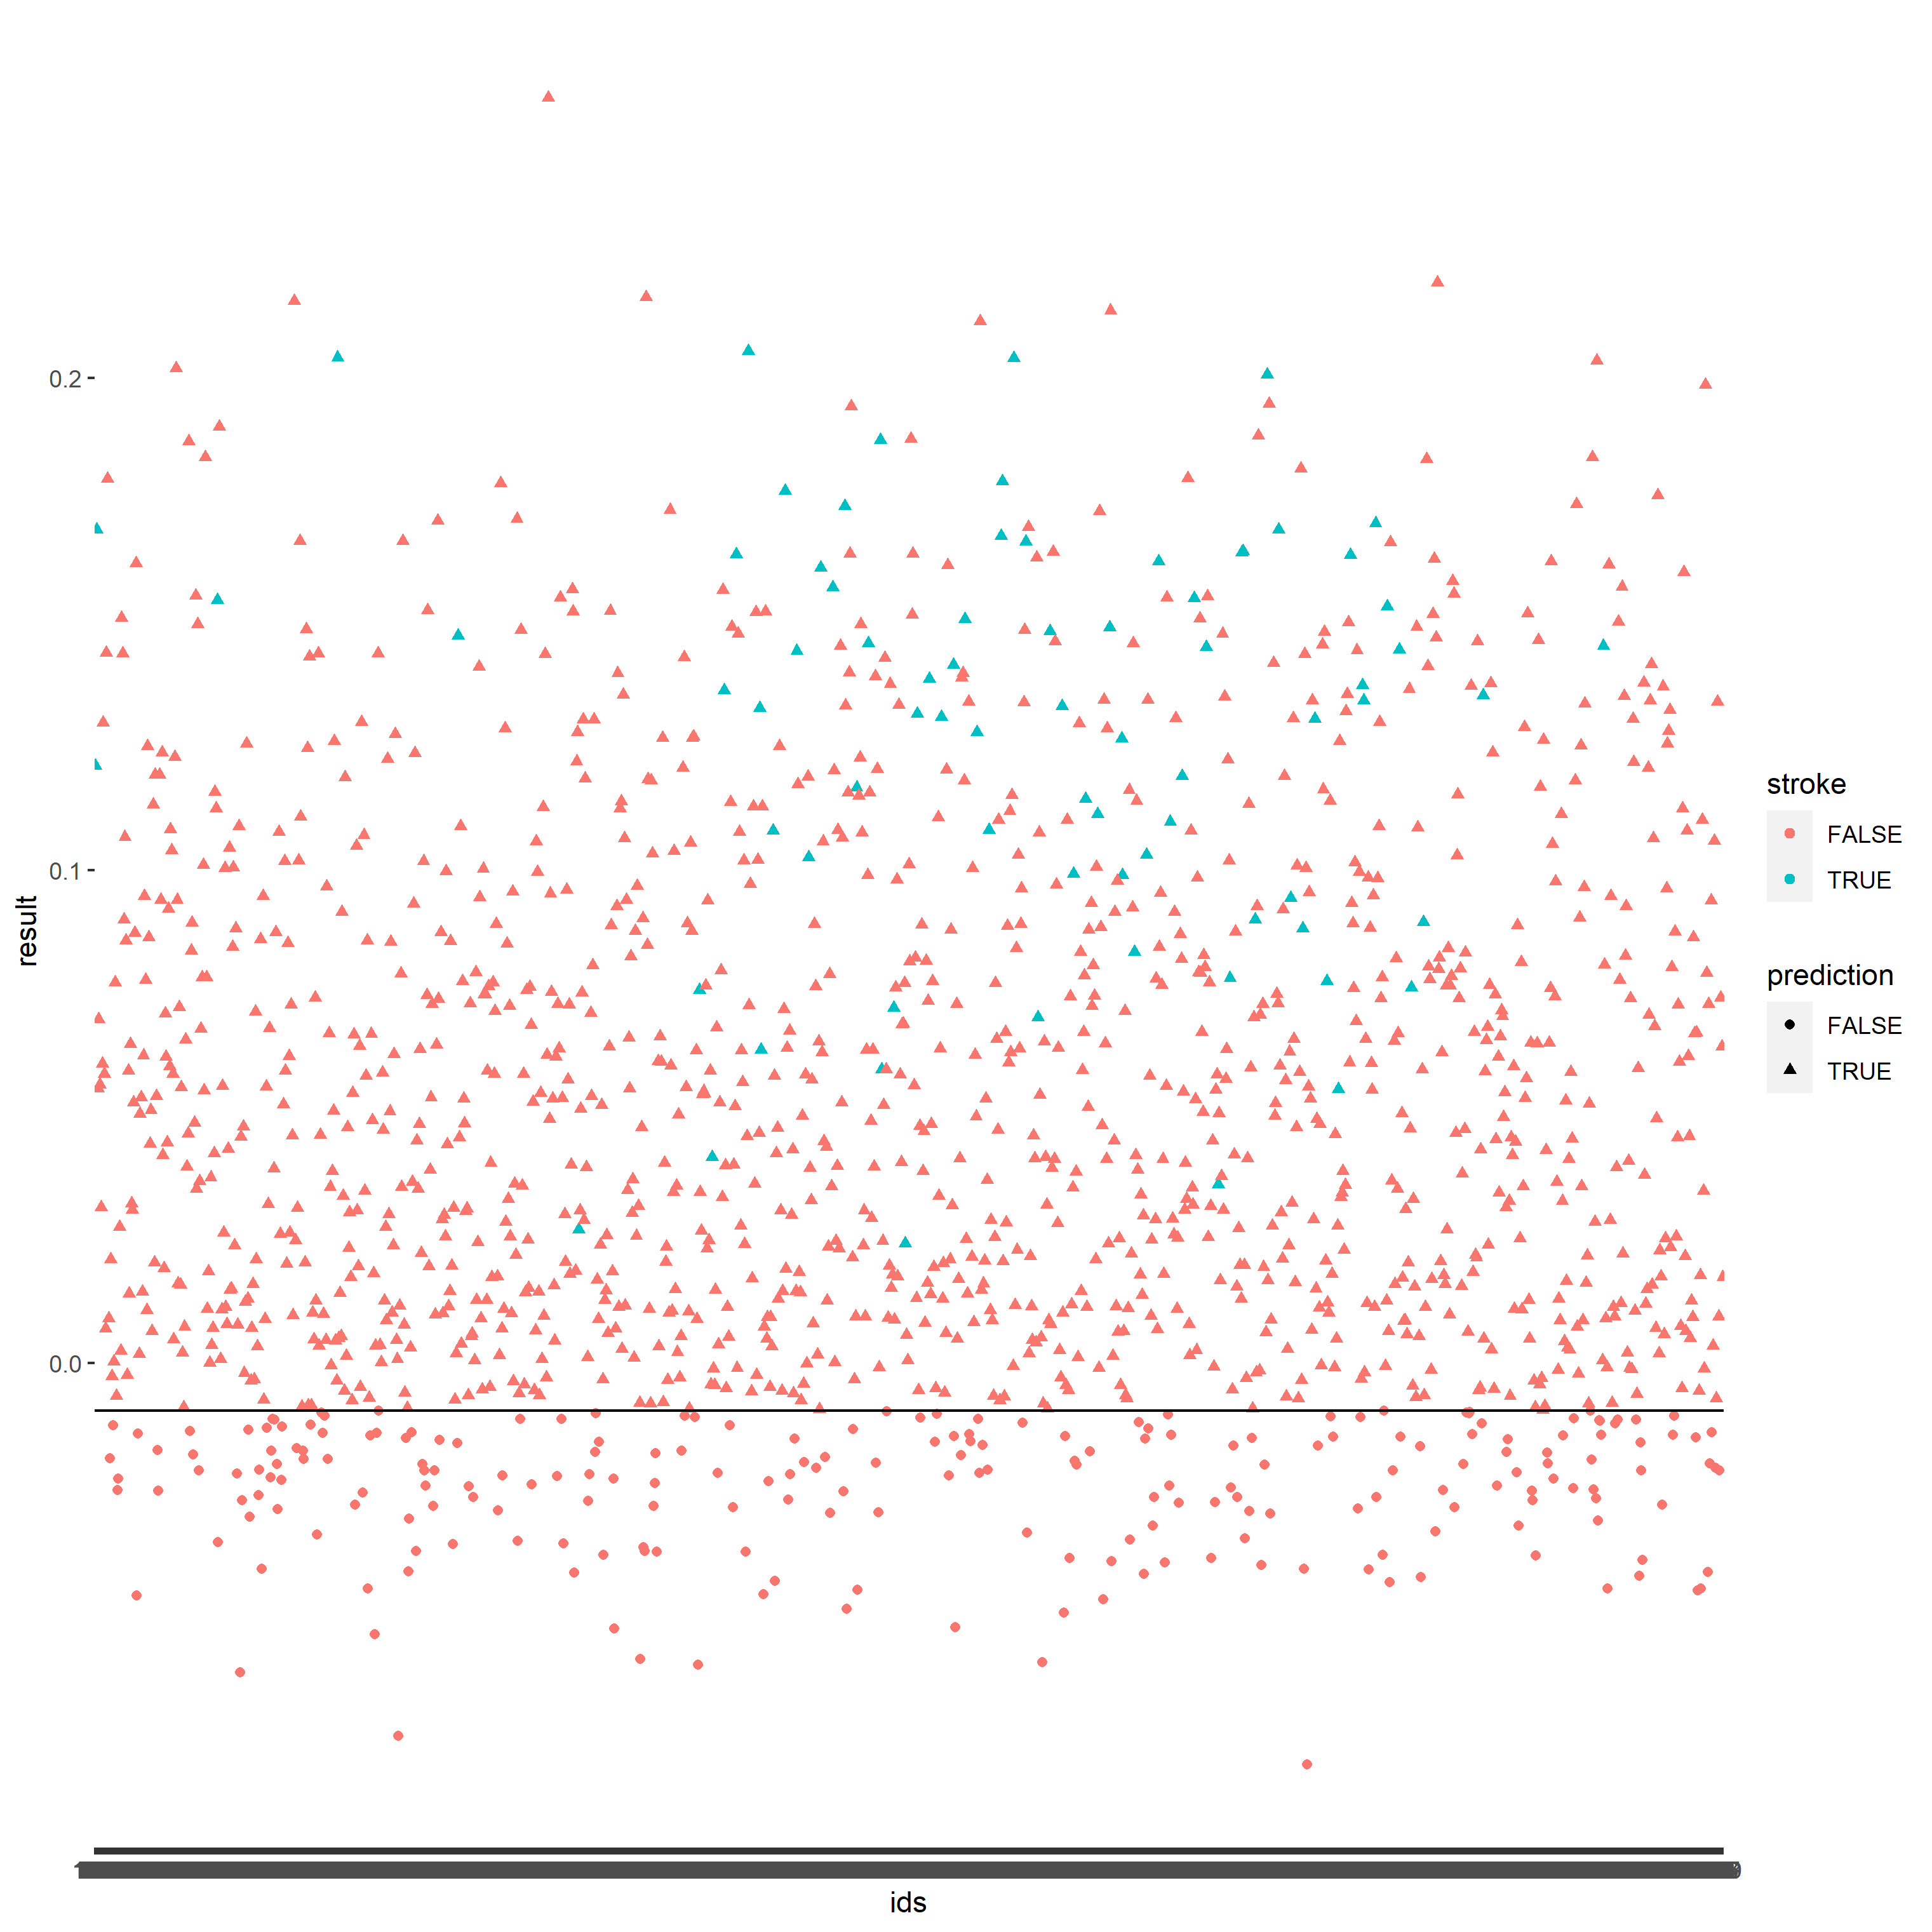 0.2
0.1
0.0
result
ids
stroke
FALSE
TRUE
prediction
FALSE
TRUE